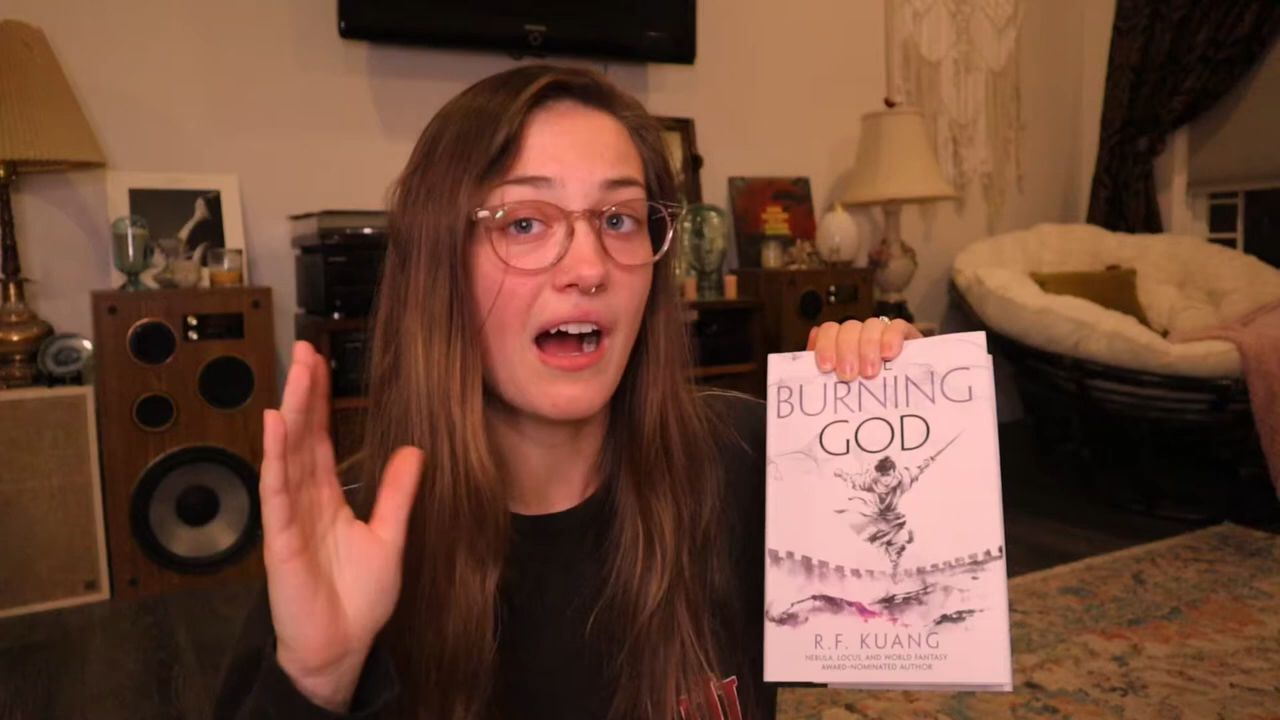 BURNING
GOD
R.F. KUANG
NEBULA, LOCUS, AND WORLD FANTASY
AWARD-NOMINATED AUTHOR